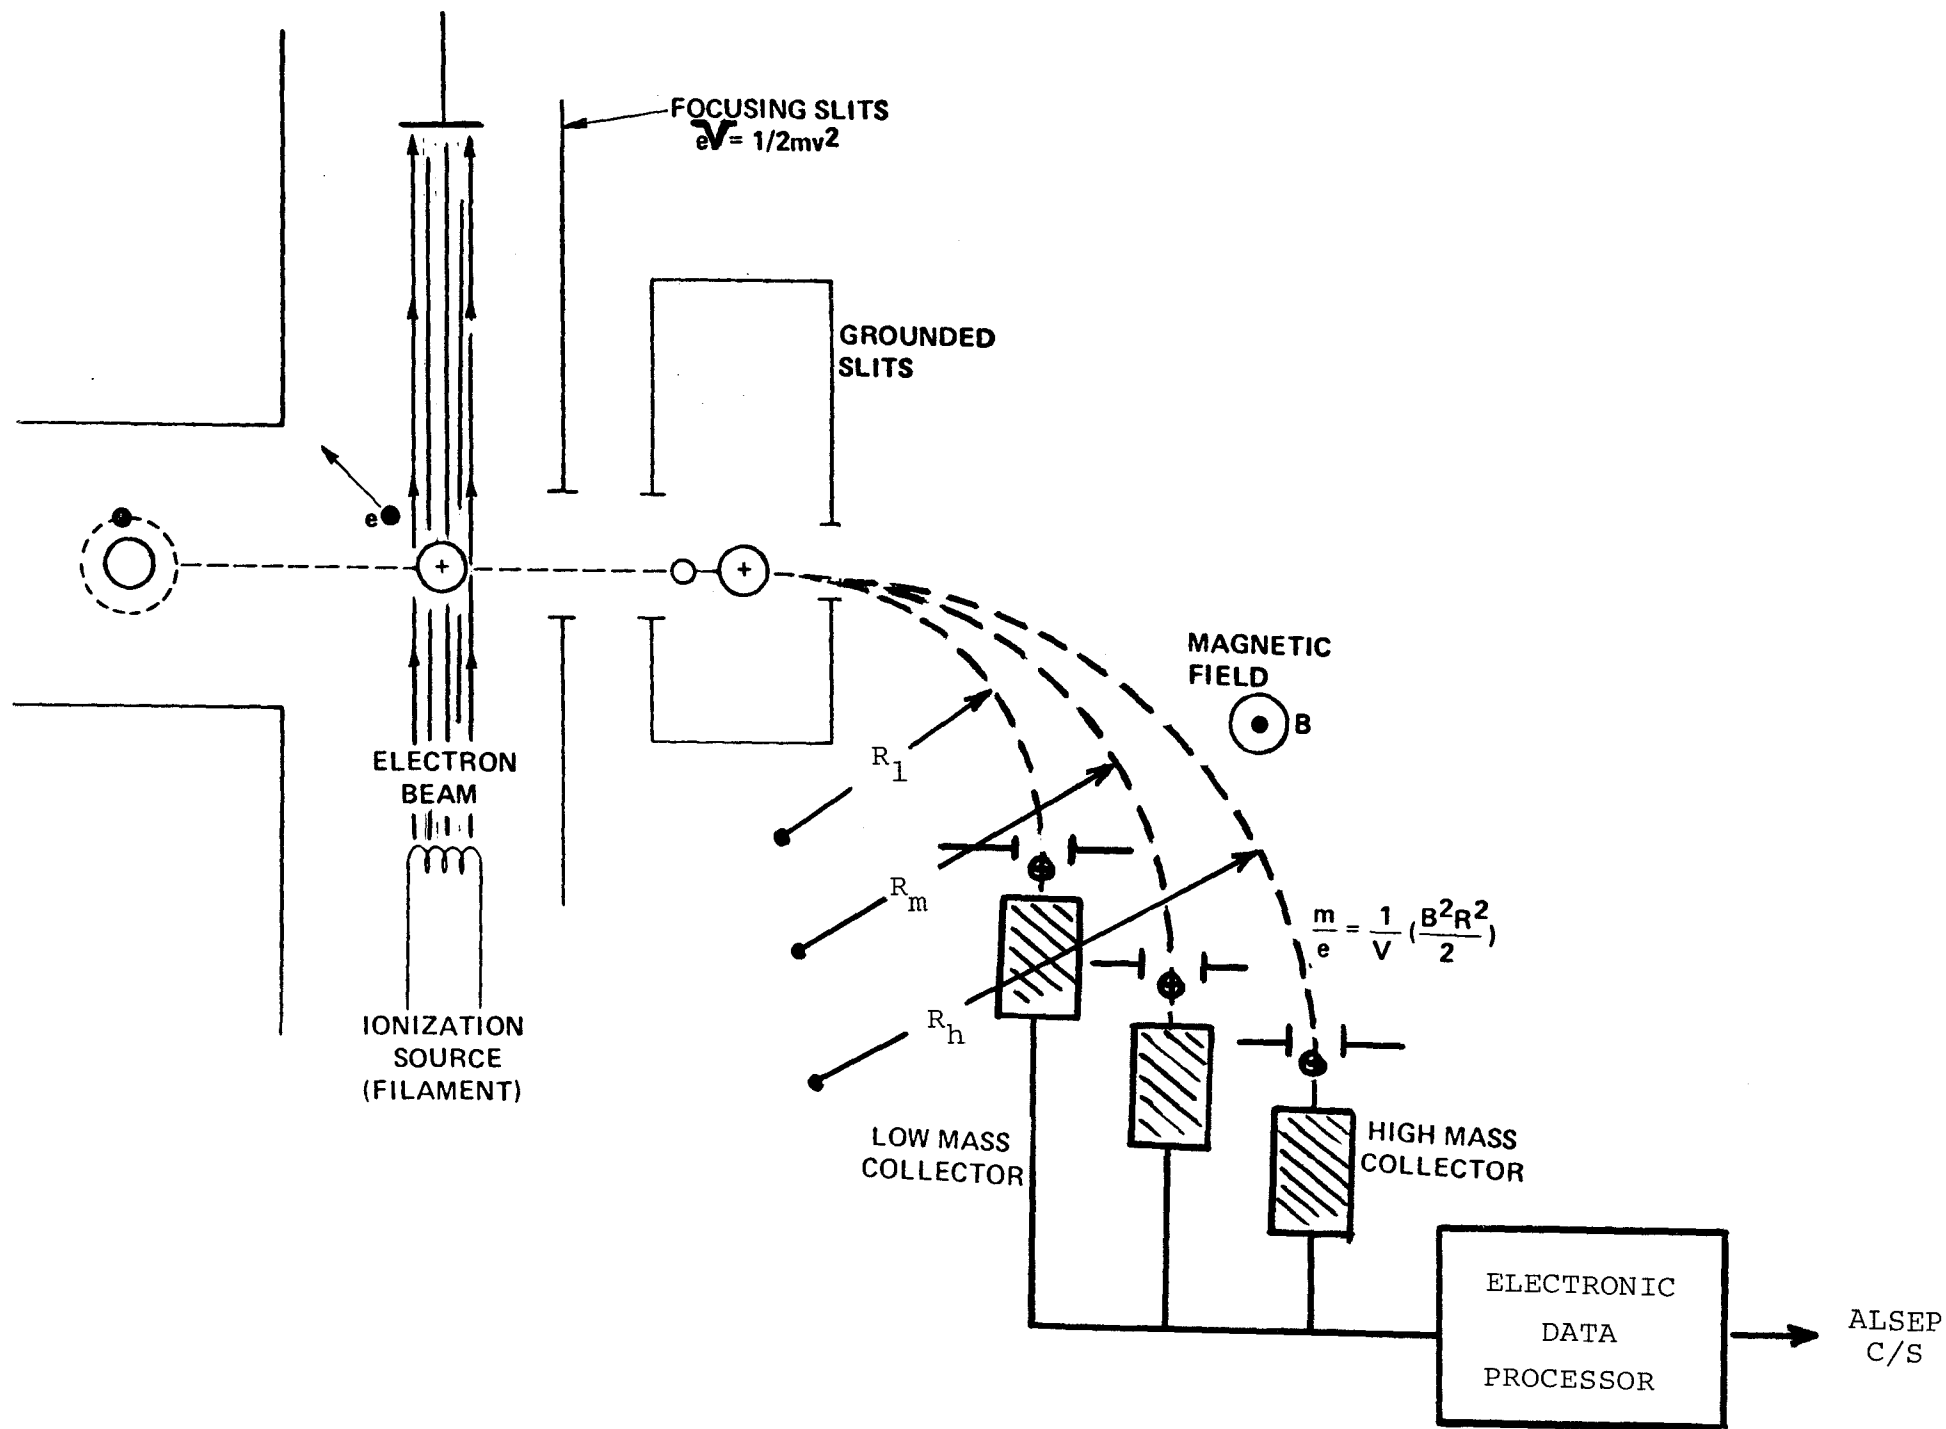 FOCUSING SLITS
eV = 1/2mv²
GROUNDED
SLITS
e
+
+
MAGNETIC
FIELD
B
ELECTRON
BEAM
R₁
Rₘ
m/e = 1/V (B²R²/2)
Rₕ
IONIZATION
SOURCE
(FILAMENT)
LOW MASS
COLLECTOR
HIGH MASS
COLLECTOR
ELECTRONIC
DATA
PROCESSOR
ALSEP
C/S